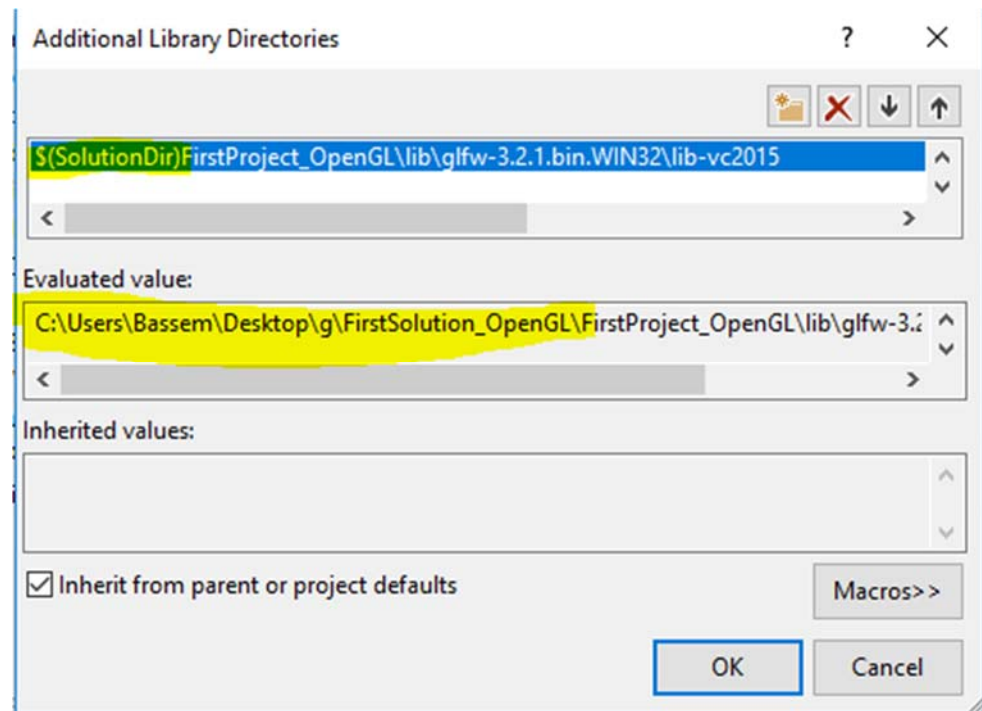 Additional Library Directories
$(SolutionDir)FirstProject_OpenGL\lib\glfw-3.2.1.bin.WIN32\lib-vc2015
Evaluated value:
C:\Users\Bassem\Desktop\g\FirstSolution_OpenGL\FirstProject_OpenGL\lib\glfw-3.2
Inherited values:
Inherit from parent or project defaults
Macros>>
OK
Cancel